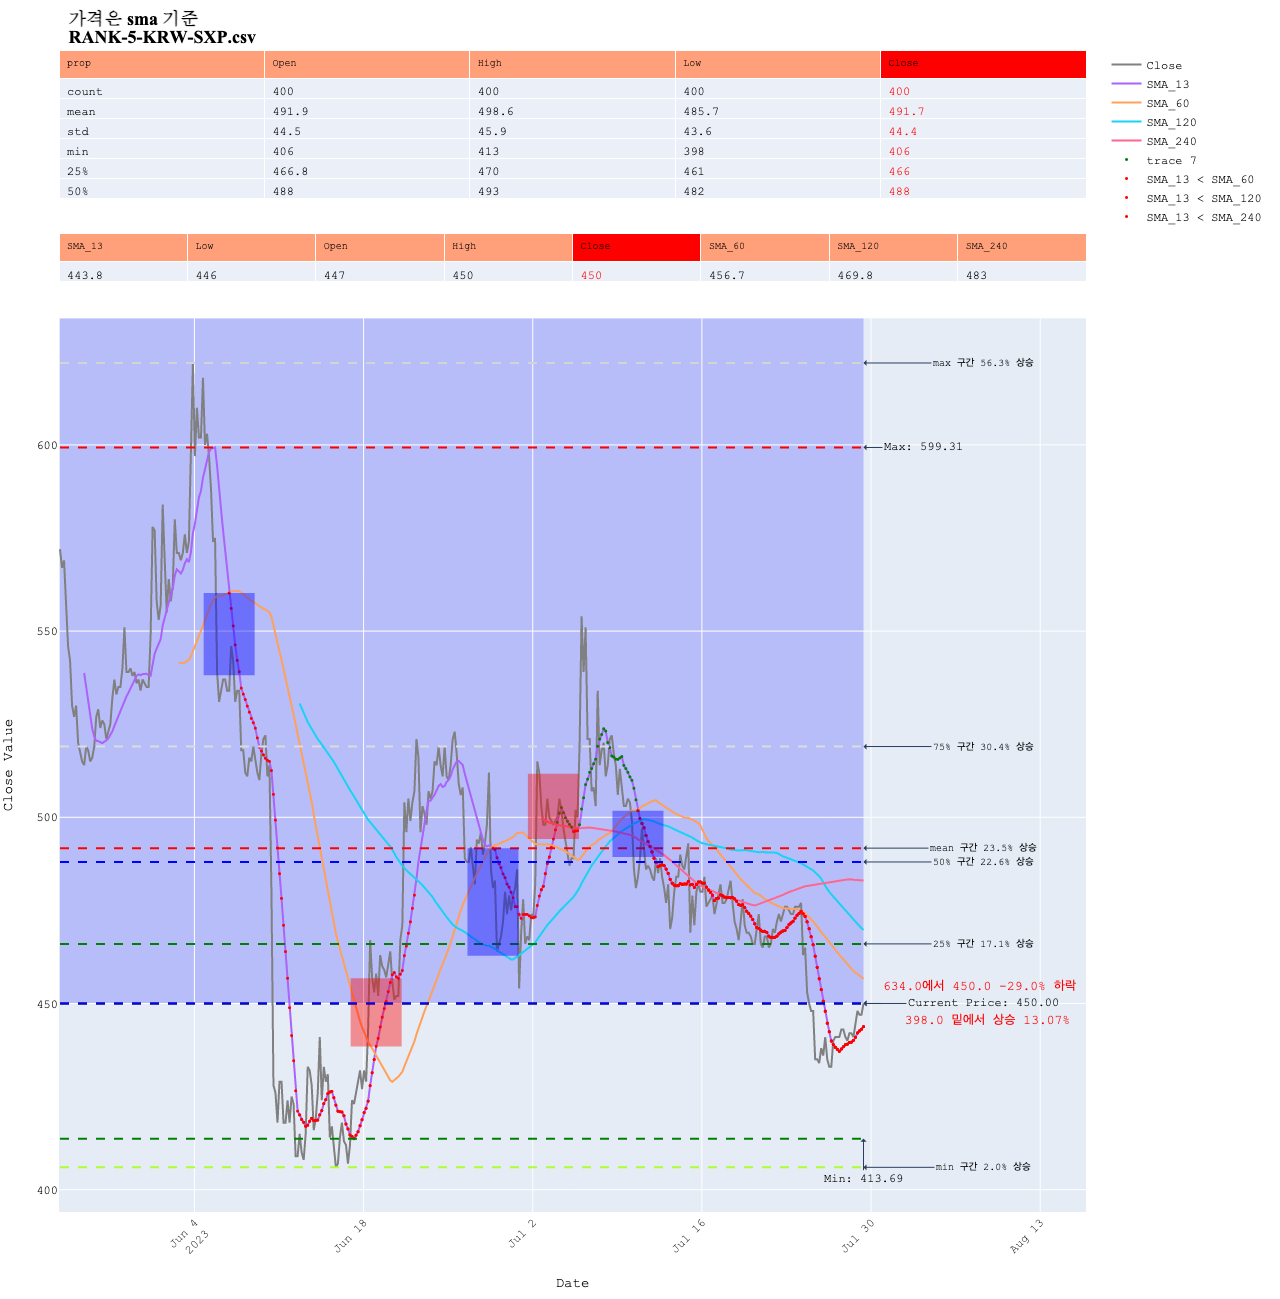 가격은 sma 기준
RANK-5-KRW-SXP.csv
prop Open High Low Close
count 400 400 400 400
mean 491.9 498.6 485.7 491.7
std 44.5 45.9 43.6 44.4
min 406 413 398 406
25% 466.8 470 461 466
50% 488 493 482 488
SMA_13 Low Open High Close SMA_60 SMA_120 SMA_240
443.8 446 447 450 450 456.7 469.8 483
Close
SMA_13
SMA_60
SMA_120
SMA_240
trace 7
SMA_13 < SMA_60
SMA_13 < SMA_120
SMA_13 < SMA_240
max 구간 56.3% 상승
600
Max: 599.31
550
75% 구간 30.4% 상승
500
mean 구간 23.5% 상승
50% 구간 22.6% 상승
25% 구간 17.1% 상승
634.0에서 450.0 -29.0% 하락
450
Current Price: 450.00
398.0 밑에서 상승 13.07%
min 구간 2.0% 상승
Min: 413.69
400
Close Value
Jun 4
2023
Jun 18
Jul 2
Jul 16
Jul 30
Aug 13
Date